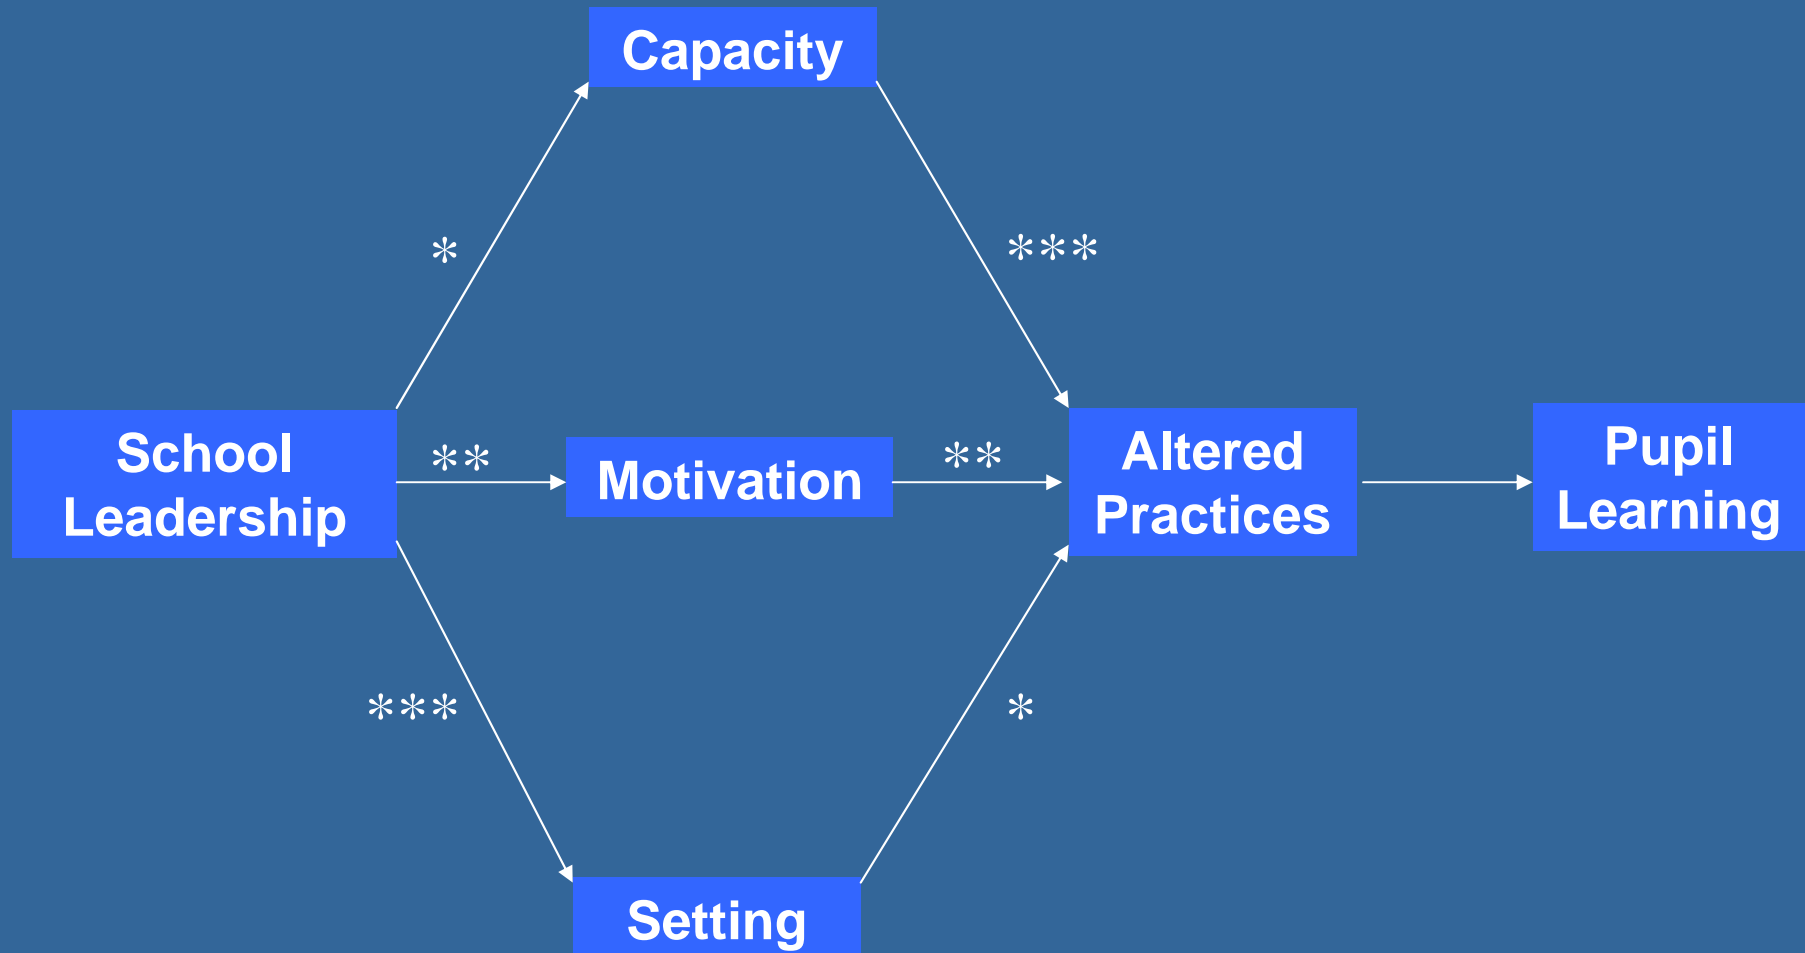 Capacity
*
***
School
Leadership
**
Motivation
**
Altered
Practices
Pupil
Learning
***
*
Setting